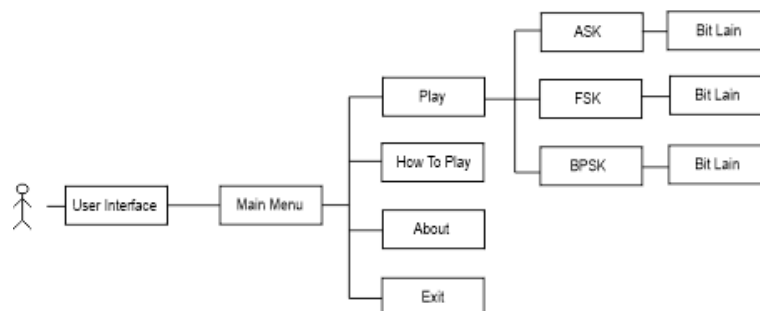 ASK
Bit Lain
Play
FSK
Bit Lain
How To Play
BPSK
Bit Lain
User Interface
Main Menu
About
Exit